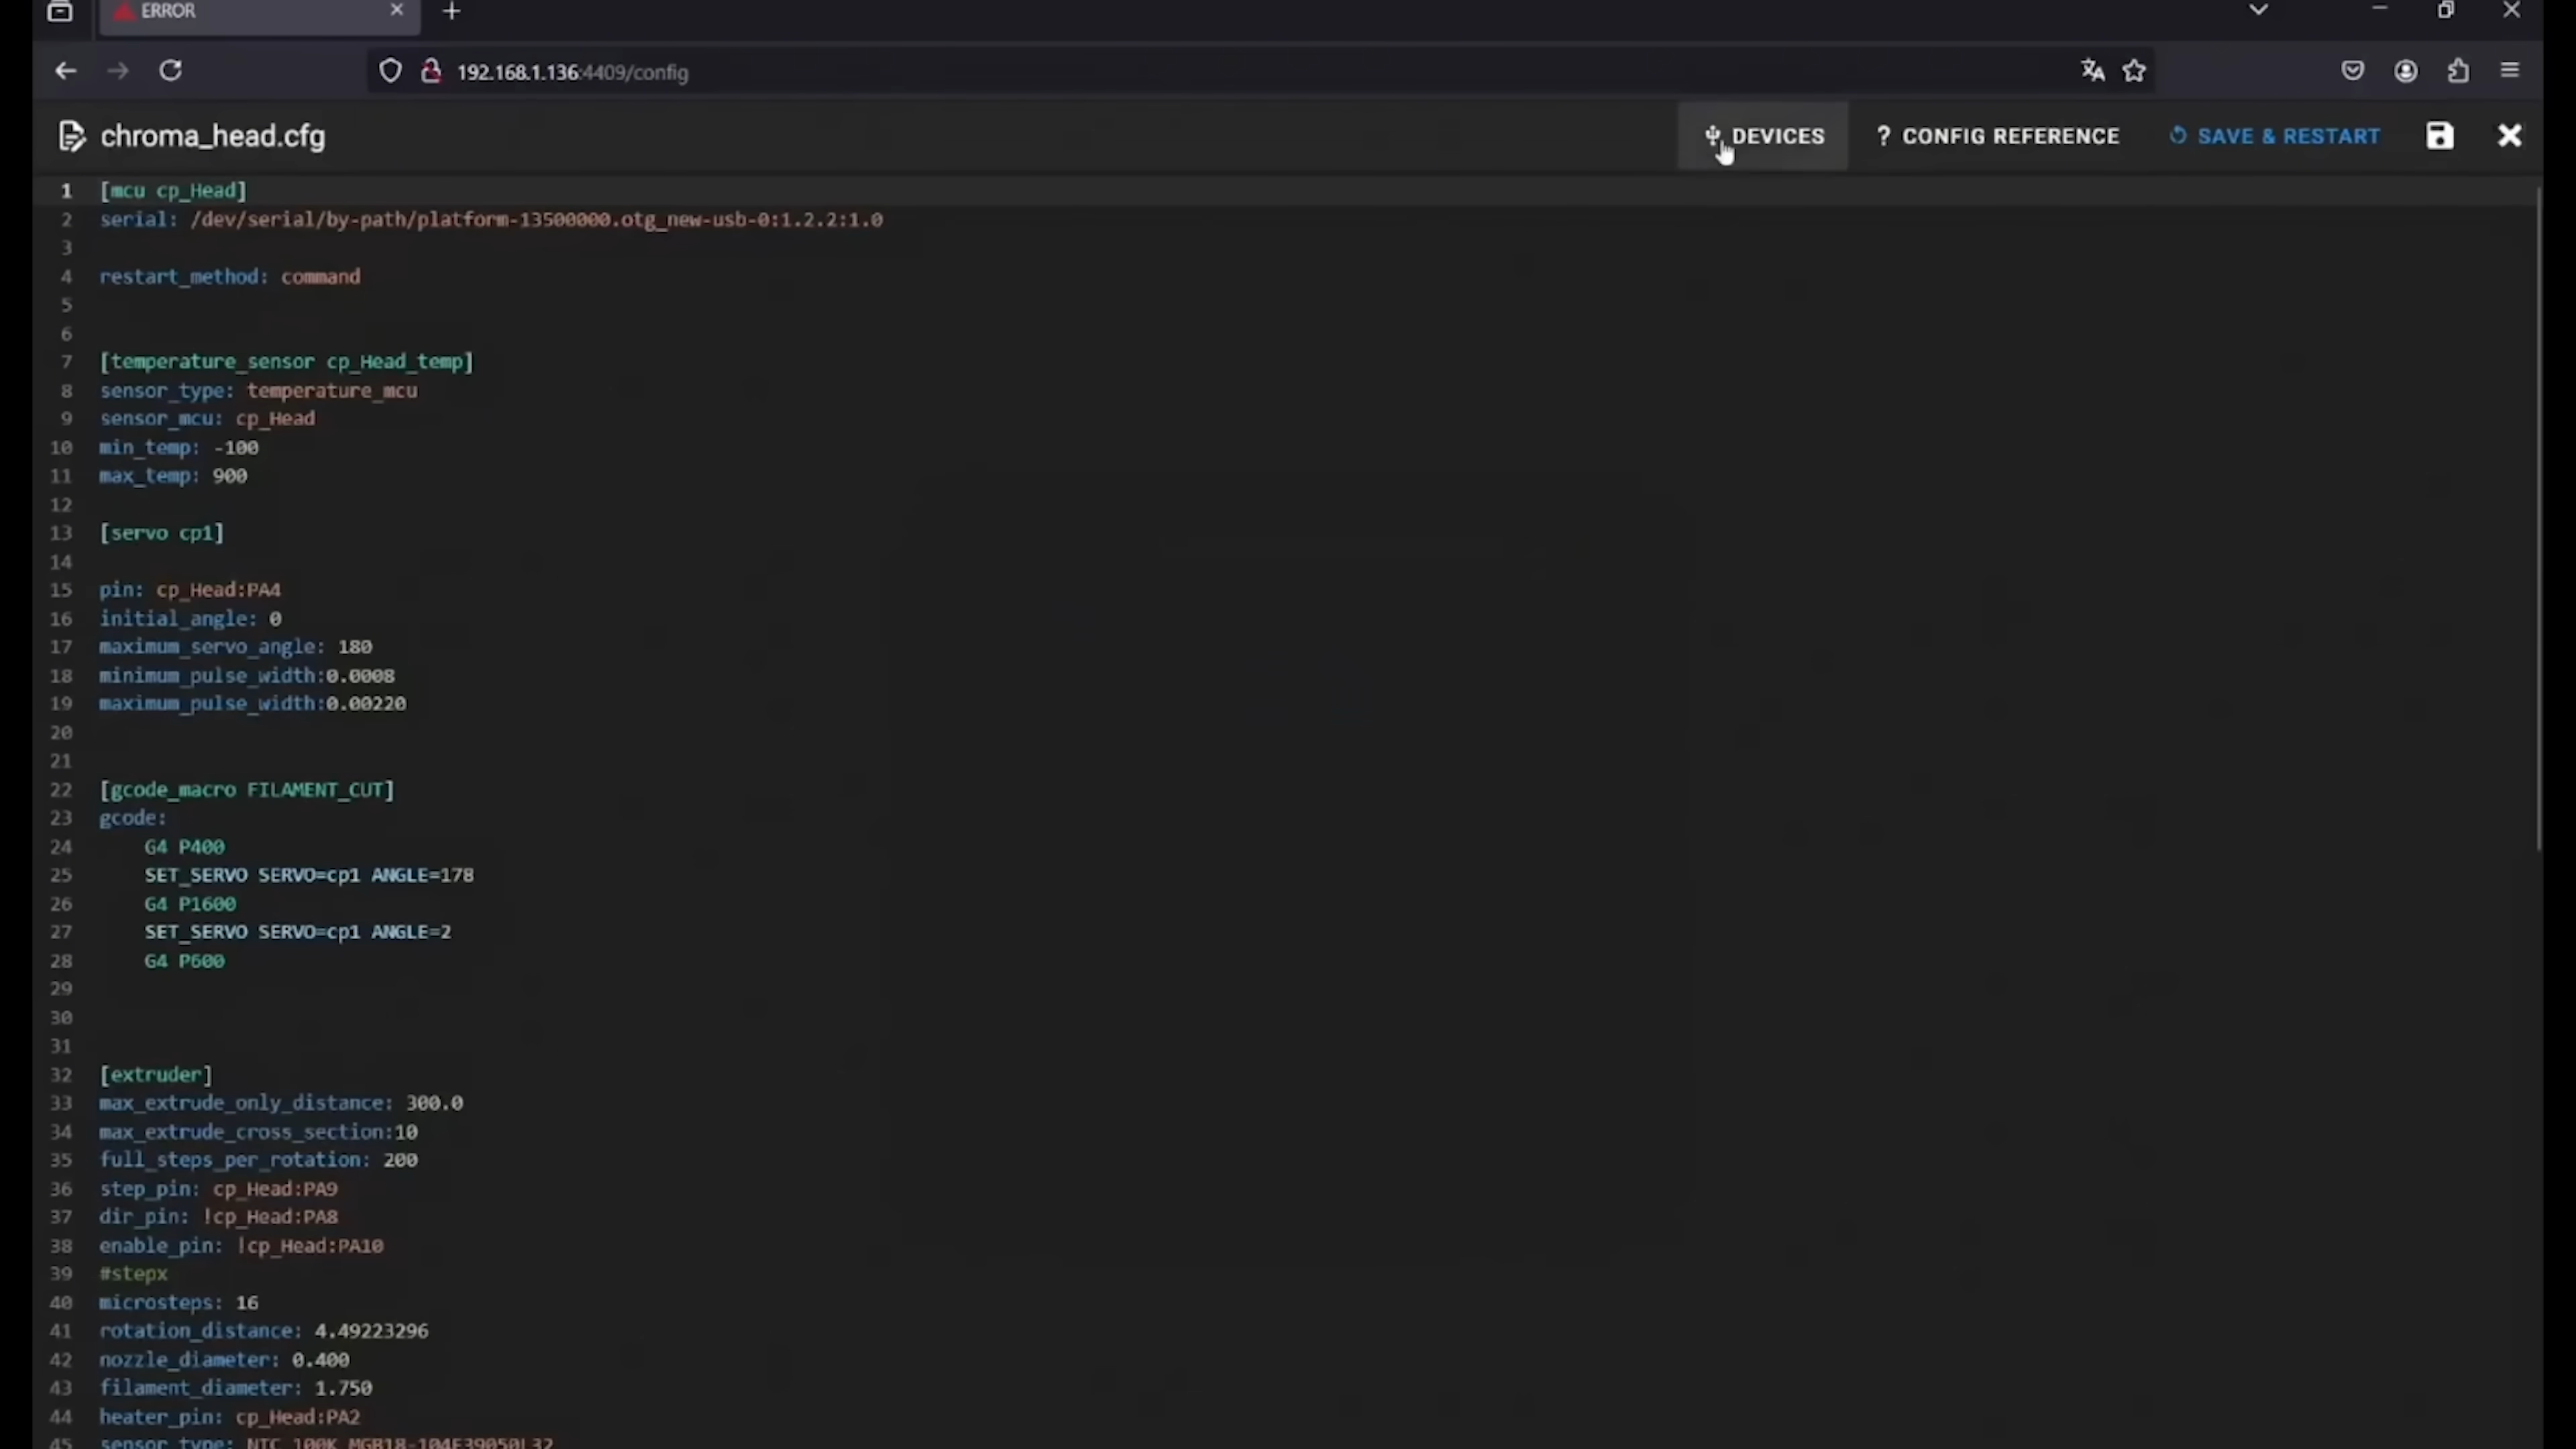 ERROR
192.168.1.136:4409/config
chroma_head.cfg
DEVICES
? CONFIG REFERENCE
SAVE & RESTART
1 [mcu cp_Head]
2 serial: /dev/serial/by-path/platform-13500000.otg_new-usb-0:1.2.2:1.0
3
4 restart_method: command
5
6
7 [temperature_sensor cp_Head_temp]
8 sensor_type: temperature_mcu
9 sensor_mcu: cp_Head
10 min_temp: -100
11 max_temp: 900
12
13 [servo cp1]
14
15 pin: cp_Head:PA4
16 initial_angle: 0
17 maximum_servo_angle: 180
18 minimum_pulse_width:0.0008
19 maximum_pulse_width:0.00220
20
21
22 [gcode_macro FILAMENT_CUT]
23 gcode:
24 G4 P400
25 SET_SERVO SERVO=cp1 ANGLE=178
26 G4 P1600
27 SET_SERVO SERVO=cp1 ANGLE=2
28 G4 P600
29
30
31
32 [extruder]
33 max_extrude_only_distance: 300.0
34 max_extrude_cross_section:10
35 full_steps_per_rotation: 200
36 step_pin: cp_Head:PA9
37 dir_pin: !cp_Head:PA8
38 enable_pin: !cp_Head:PA10
39 #stepx
40 microsteps: 16
41 rotation_distance: 4.49223296
42 nozzle_diameter: 0.400
43 filament_diameter: 1.750
44 heater_pin: cp_Head:PA2
45 sensor_type: NTC 100K MGB18-104F39050L32